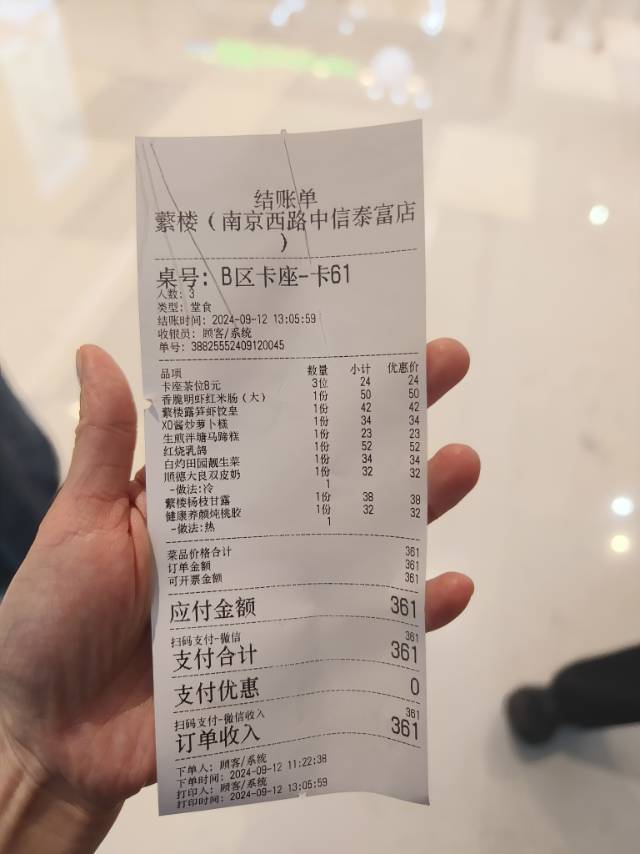 结账单
蘩楼（南京西路中信泰富店
）
桌号: B区卡座-卡61
人数: 3
类型: 堂食
结账时间: 2024-09-12 13:05:59
收银员: 顾客/系统
单号: 38825552409120045
品项 数量 小计 优惠价
卡座茶位8元 3位 24 24
香脆明虾红米肠（大） 1份 50 50
蘩楼露笋虾饺皇 1份 42 42
XO酱炒萝卜糕 1份 34 34
生煎泮塘马蹄糕 1份 23 23
红烧乳鸽 1份 52 52
白灼田园靓生菜 1份 34 34
顺德大良双皮奶 1份 32 32
-做法:冷 1
蘩楼杨枝甘露 1份 38 38
健康养颜炖桃胶 1份 32 32
-做法:热 1
菜品价格合计 361
订单金额 361
可开票金额 361
应付金额 361
扫码支付-微信 361
支付合计 361
支付优惠 0
扫码支付-微信收入 361
订单收入 361
下单人: 顾客/系统
下单时间: 2024-09-12 11:22:38
打印人: 顾客/系统
打印时间: 2024-09-12 13:05:59